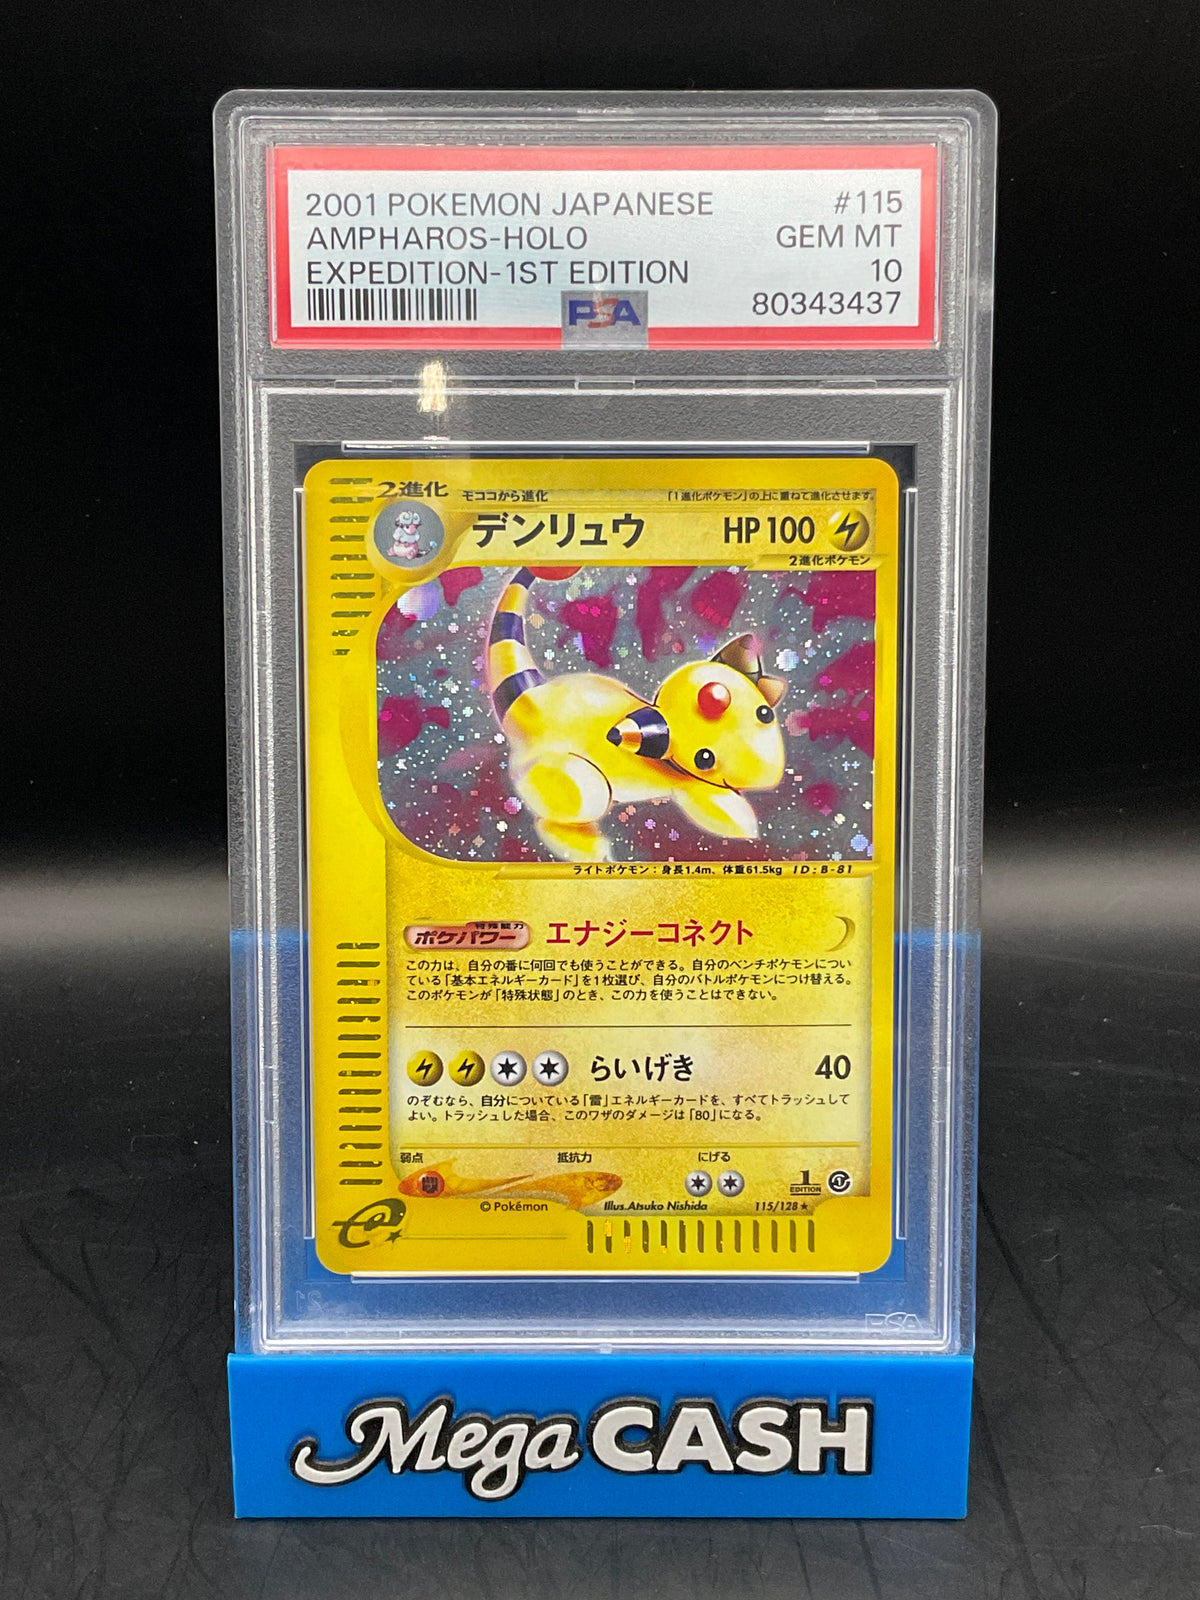 2001 POKEMON JAPANESE #115
AMPHAROS-HOLO GEM MT
EXPEDITION-1ST EDITION 10
PSA 80343437
2進化 モココから進化 「1進化ポケモン」の上に重ねて進化させます。
デンリュウ HP100
2進化ポケモン
ライトポケモン:身長1.4m、体重61.5kg ID:B-81
特殊能力
ポケパワー エナジーコネクト
この力は、自分の番に何回でも使うことができる。自分のベンチポケモンについ
ている「基本エネルギーカード」を1枚選び、自分のバトルポケモンにつけ替える。
このポケモンが「特殊状態」のとき、この力を使うことはできない。
らいげき 40
のぞむなら、自分についている「雷」エネルギーカードを、すべてトラッシュして
よい。トラッシュした場合、このワザのダメージは「80」になる。
弱点 抵抗力 にげる
1 EDITION
©Pokémon Illus.Atsuko Nishida 115/128★
e
PSA
Mega CASH